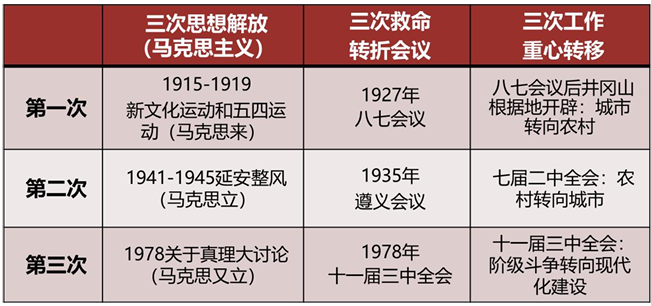 三次思想解放
（马克思主义）
三次救命
转折会议
三次工作
重心转移
第一次
1915-1919
新文化运动和五四运
动（马克思来）
1927年
八七会议
八七会议后井冈山
根据地开辟：城市
转向农村
第二次
1941-1945延安整风
（马克思立）
1935年
遵义会议
七届二中全会：农
村转向城市
第三次
1978关于真理大讨论
（马克思又立）
1978年
十一届三中全会
十一届三中全会：
阶级斗争转向现代
化建设